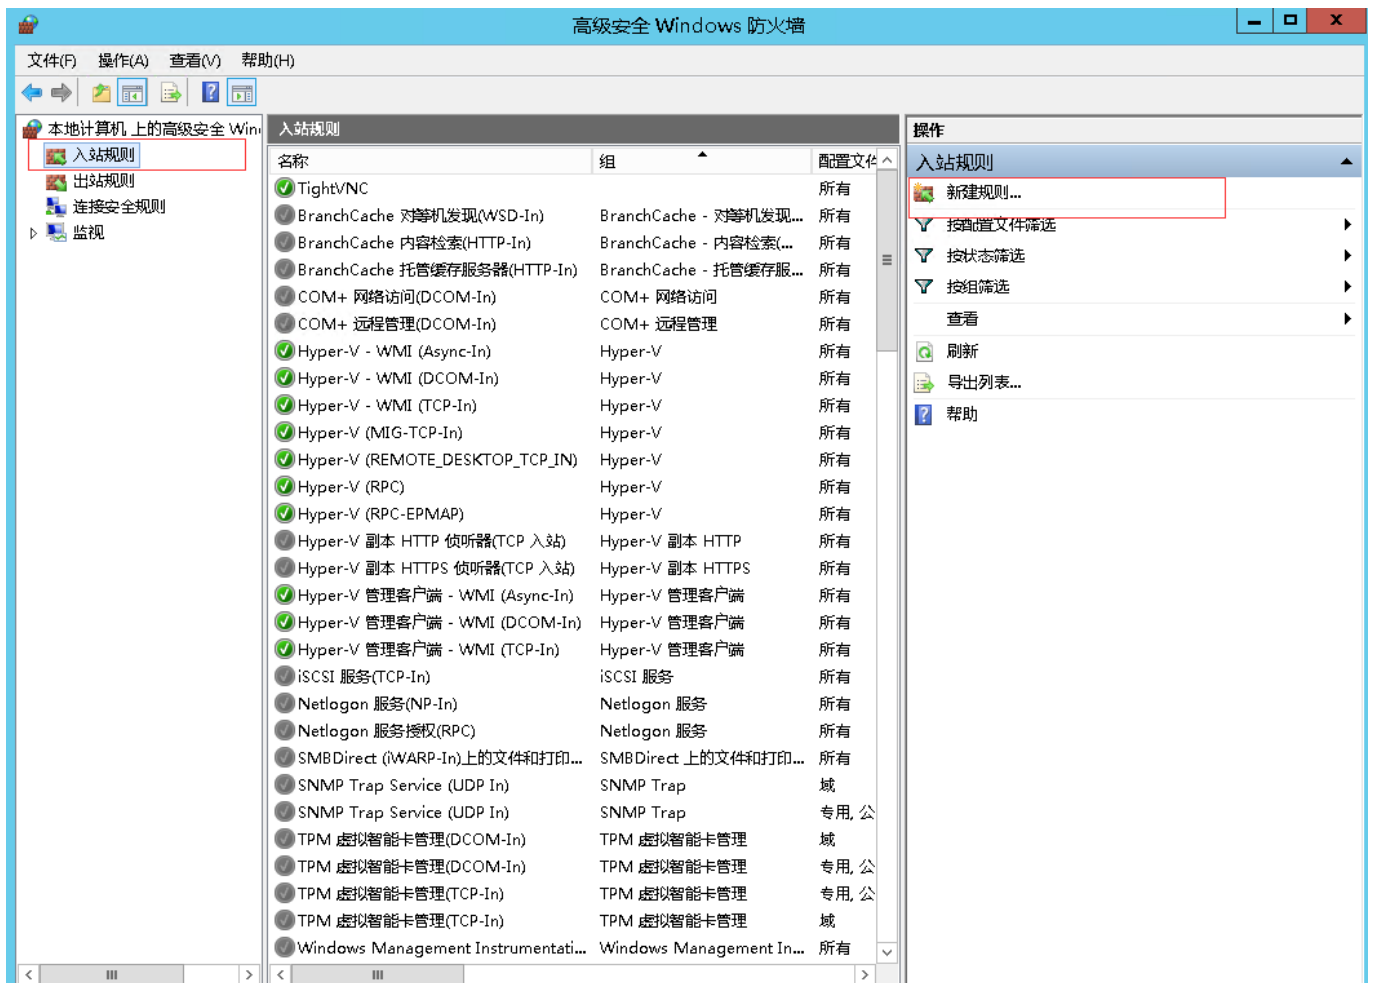 高级安全 Windows 防火墙
文件(F) 操作(A) 查看(V) 帮助(H)
本地计算机 上的高级安全 Win
入站规则
出站规则
连接安全规则
监视
入站规则
名称 组 配置文件
TightVNC 所有
BranchCache 对等机发现(WSD-In) BranchCache - 对等机发现... 所有
BranchCache 内容检索(HTTP-In) BranchCache - 内容检索(... 所有
BranchCache 托管缓存服务器(HTTP-In) BranchCache - 托管缓存服... 所有
COM+ 网络访问(DCOM-In) COM+ 网络访问 所有
COM+ 远程管理(DCOM-In) COM+ 远程管理 所有
Hyper-V - WMI (Async-In) Hyper-V 所有
Hyper-V - WMI (DCOM-In) Hyper-V 所有
Hyper-V - WMI (TCP-In) Hyper-V 所有
Hyper-V (MIG-TCP-In) Hyper-V 所有
Hyper-V (REMOTE_DESKTOP_TCP_IN) Hyper-V 所有
Hyper-V (RPC) Hyper-V 所有
Hyper-V (RPC-EPMAP) Hyper-V 所有
Hyper-V 副本 HTTP 侦听器(TCP 入站) Hyper-V 副本 HTTP 所有
Hyper-V 副本 HTTPS 侦听器(TCP 入站) Hyper-V 副本 HTTPS 所有
Hyper-V 管理客户端 - WMI (Async-In) Hyper-V 管理客户端 所有
Hyper-V 管理客户端 - WMI (DCOM-In) Hyper-V 管理客户端 所有
Hyper-V 管理客户端 - WMI (TCP-In) Hyper-V 管理客户端 所有
iSCSI 服务(TCP-In) iSCSI 服务 所有
Netlogon 服务(NP-In) Netlogon 服务 所有
Netlogon 服务授权(RPC) Netlogon 服务 所有
SMBDirect (iWARP-In)上的文件和打印... SMBDirect 上的文件和打印... 所有
SNMP Trap Service (UDP In) SNMP Trap 域
SNMP Trap Service (UDP In) SNMP Trap 专用, 公
TPM 虚拟智能卡管理(DCOM-In) TPM 虚拟智能卡管理 域
TPM 虚拟智能卡管理(DCOM-In) TPM 虚拟智能卡管理 专用, 公
TPM 虚拟智能卡管理(TCP-In) TPM 虚拟智能卡管理 专用, 公
TPM 虚拟智能卡管理(TCP-In) TPM 虚拟智能卡管理 域
Windows Management Instrumentati... Windows Management In... 所有
操作
入站规则
新建规则...
按配置文件筛选
按状态筛选
按组筛选
查看
刷新
导出列表...
帮助